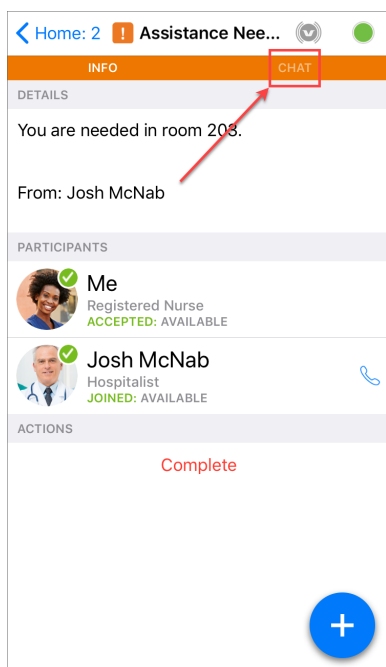 Home: 2 ! Assistance Nee...
INFO CHAT
DETAILS
You are needed in room 203.
From: Josh McNab
PARTICIPANTS
Me
Registered Nurse
ACCEPTED: AVAILABLE
Josh McNab
Hospitalist
JOINED: AVAILABLE
ACTIONS
Complete
+